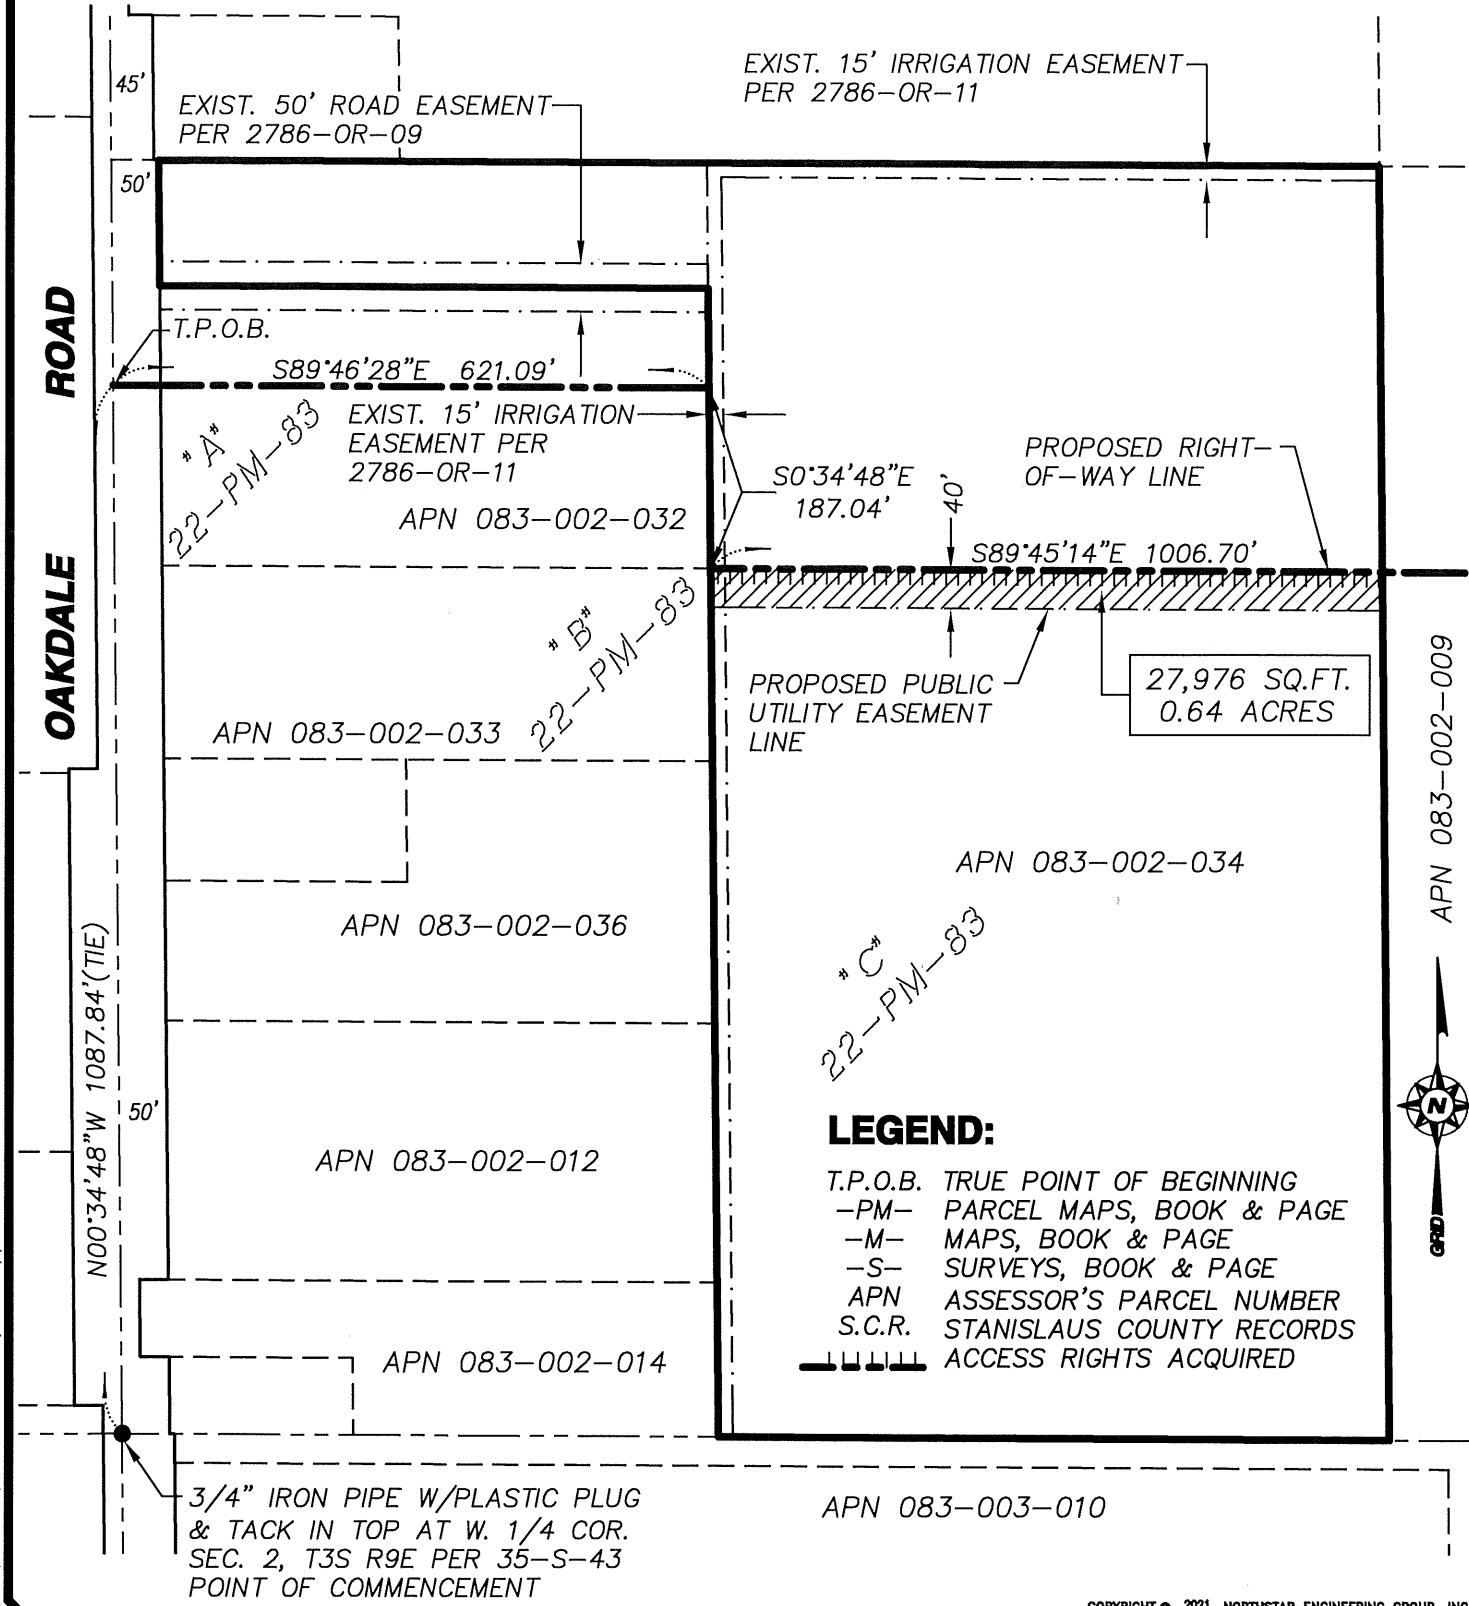 45'
EXIST. 50' ROAD EASEMENT
PER 2786-OR-09
EXIST. 15' IRRIGATION EASEMENT
PER 2786-OR-11
50'
OAKDALE ROAD
T.P.O.B.
S89°46'28"E 621.09'
"A"
22-PM-83
EXIST. 15' IRRIGATION
EASEMENT PER
2786-OR-11
APN 083-002-032
S0°34'48"E
187.04'
40'
PROPOSED RIGHT-
OF-WAY LINE
S89°45'14"E 1006.70'
"B"
22-PM-83
APN 083-002-033
PROPOSED PUBLIC
UTILITY EASEMENT
LINE
27,976 SQ.FT.
0.64 ACRES
APN 083-002-009
APN 083-002-034
APN 083-002-036
"C"
22-PM-83
N00°34'48"W 1087.84'(TIE)
50'
APN 083-002-012
N
GRID
LEGEND:
T.P.O.B. TRUE POINT OF BEGINNING
-PM- PARCEL MAPS, BOOK & PAGE
-M- MAPS, BOOK & PAGE
-S- SURVEYS, BOOK & PAGE
APN ASSESSOR'S PARCEL NUMBER
S.C.R. STANISLAUS COUNTY RECORDS
ACCESS RIGHTS ACQUIRED
APN 083-002-014
3/4" IRON PIPE W/PLASTIC PLUG
& TACK IN TOP AT W. 1/4 COR.
SEC. 2, T3S R9E PER 35-S-43
POINT OF COMMENCEMENT
APN 083-003-010
COPYRIGHT © 2021 NORTHSTAR ENGINEERING GROUP, INC